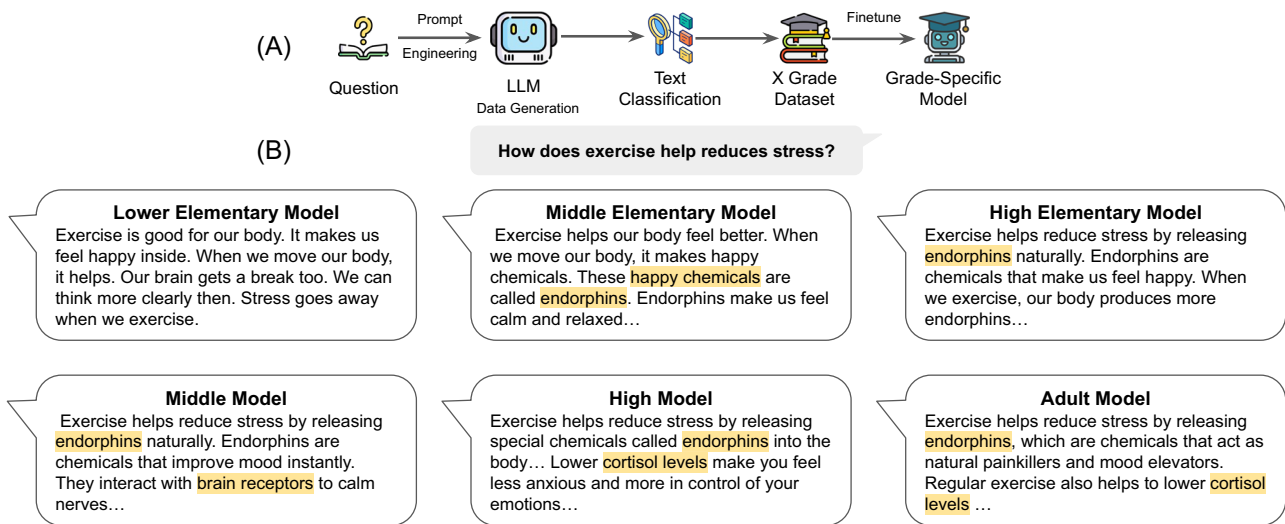 (A)
Prompt
Engineering
Finetune
Question
LLM
Data Generation
Text
Classification
X Grade
Dataset
Grade-Specific
Model
(B)
How does exercise help reduces stress?
Lower Elementary Model
Exercise is good for our body. It makes us
feel happy inside. When we move our body,
it helps. Our brain gets a break too. We can
think more clearly then. Stress goes away
when we exercise.
Middle Elementary Model
Exercise helps our body feel better. When
we move our body, it makes happy
chemicals. These happy chemicals are
called endorphins. Endorphins make us feel
calm and relaxed…
High Elementary Model
Exercise helps reduce stress by releasing
endorphins naturally. Endorphins are
chemicals that make us feel happy. When
we exercise, our body produces more
endorphins…
Middle Model
Exercise helps reduce stress by releasing
endorphins naturally. Endorphins are
chemicals that improve mood instantly.
They interact with brain receptors to calm
nerves…
High Model
Exercise helps reduce stress by releasing
special chemicals called endorphins into the
body… Lower cortisol levels make you feel
less anxious and more in control of your
emotions…
Adult Model
Exercise helps reduce stress by releasing
endorphins, which are chemicals that act as
natural painkillers and mood elevators.
Regular exercise also helps to lower cortisol
levels …